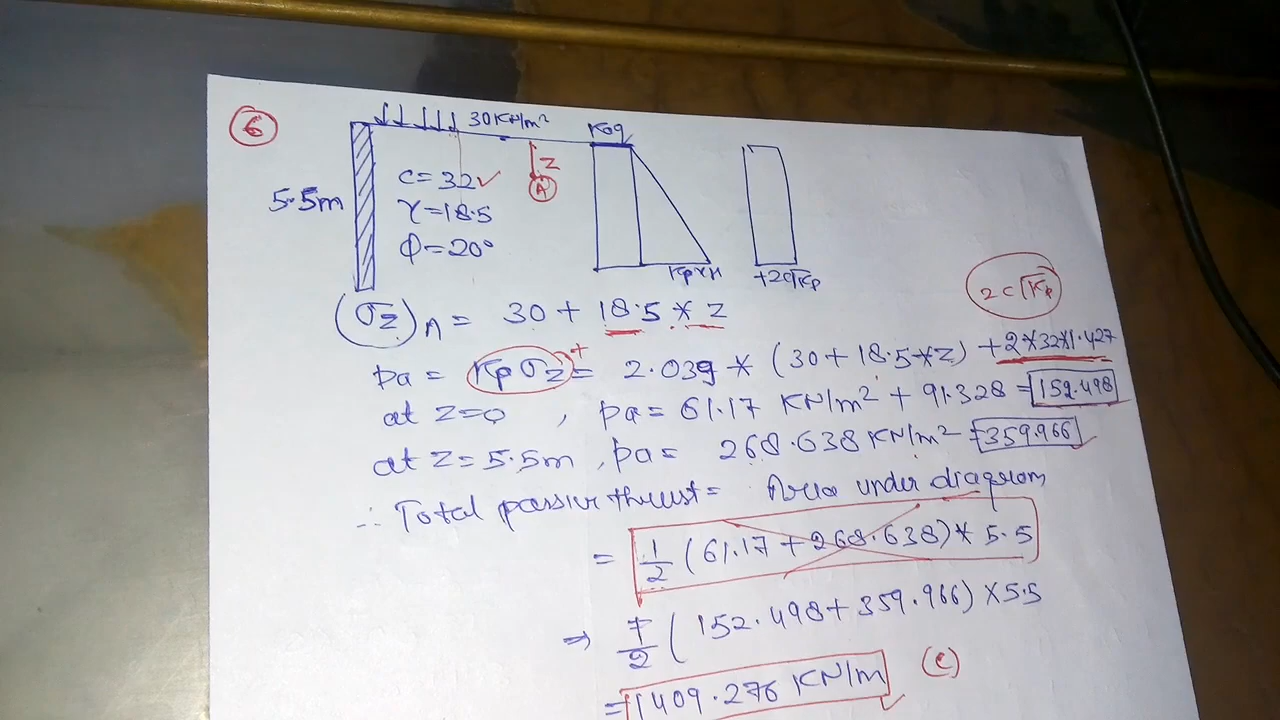 6
30 KN/m²
5.5m
C = 32 ✓
γ = 18.5
Φ = 20°
Z
A
K0q
KpγH
+2c√Kp
2c√Kp
(σz)A = 30 + 18.5 * Z
pa = Kpσz + = 2.039 * (30 + 18.5 * Z) + 2*32*1.427
at Z=0 , pa = 61.17 KN/m² + 91.328 = 152.498
at Z = 5.5m , pa = 268.638 KN/m² = 359.966
∴ Total passive thrust = Area under diagram
= 1/2 (61.17 + 268.638) * 5.5
⇒ 1/2 (152.498 + 359.966) × 5.5
= 1409.276 KN/m (C)